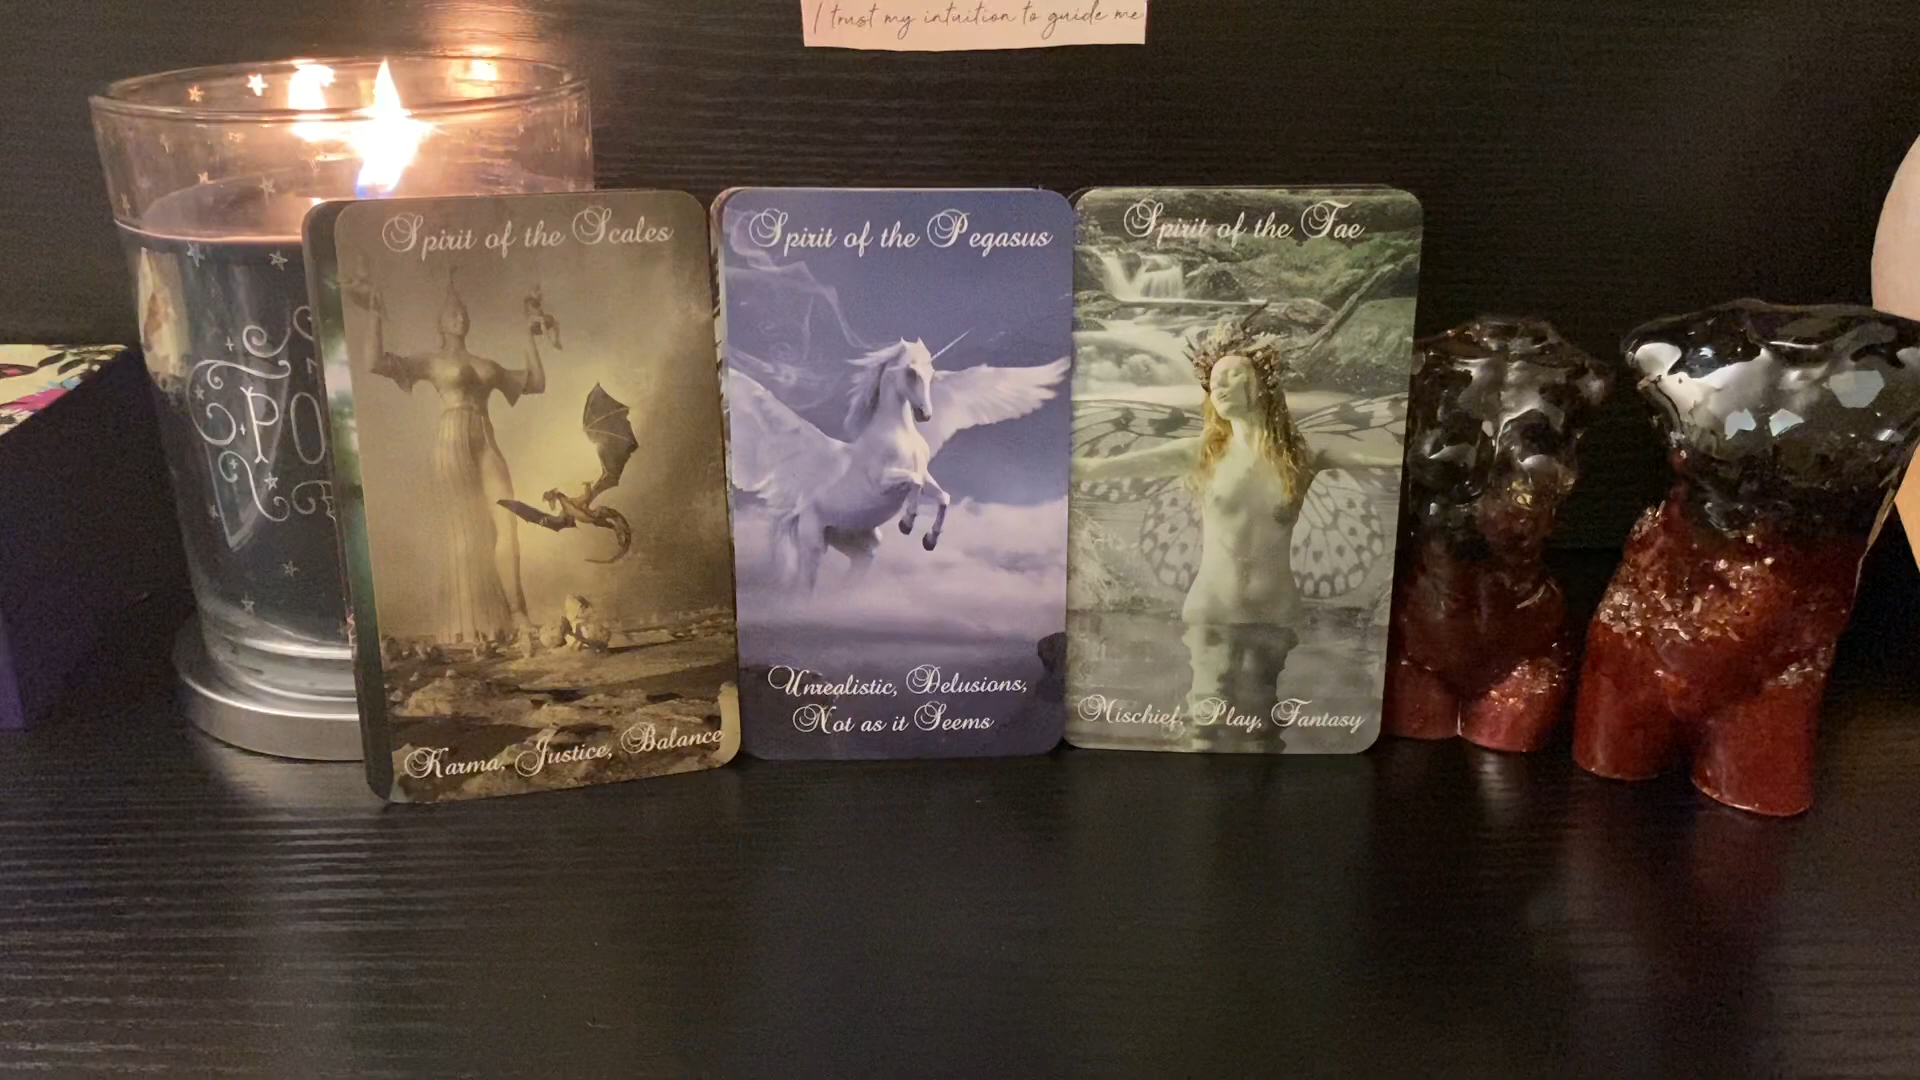 I trust my intuition to guide me
Spirit of the Scales
Karma, Justice, Balance
Spirit of the Pegasus
Unrealistic, Delusions,
Not as it Seems
Spirit of the Fae
Mischief, Play, Fantasy